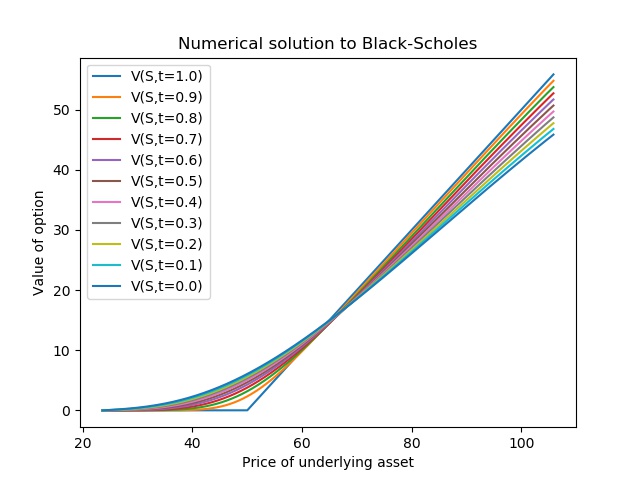 Numerical solution to Black-Scholes
V(S,t=1.0)
V(S,t=0.9)
V(S,t=0.8)
V(S,t=0.7)
V(S,t=0.6)
V(S,t=0.5)
V(S,t=0.4)
V(S,t=0.3)
V(S,t=0.2)
V(S,t=0.1)
V(S,t=0.0)
Value of option
50
40
30
20
10
0
20 40 60 80 100
Price of underlying asset